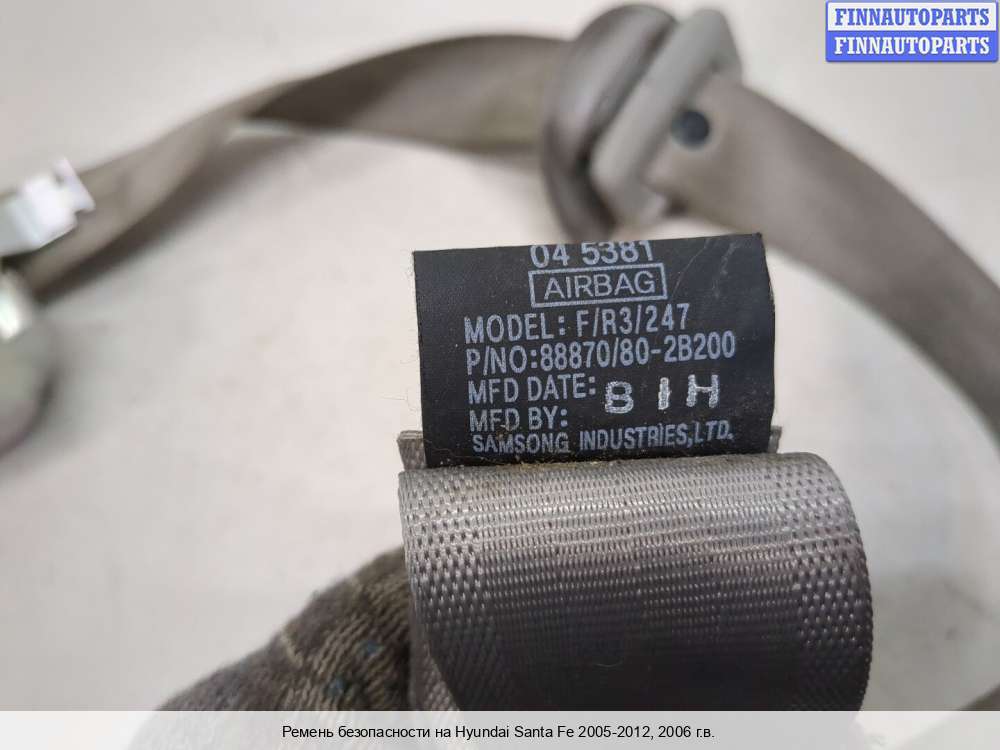 FINNAUTOPARTS
FINNAUTOPARTS
04 5381
AIRBAG
MODEL: F/R3/247
P/NO:88870/80-2B200
MFD DATE: B I H
MFD BY:
SAMSONG INDUSTRIES,LTD.
Ремень безопасности на Hyundai Santa Fe 2005-2012, 2006 г.в.